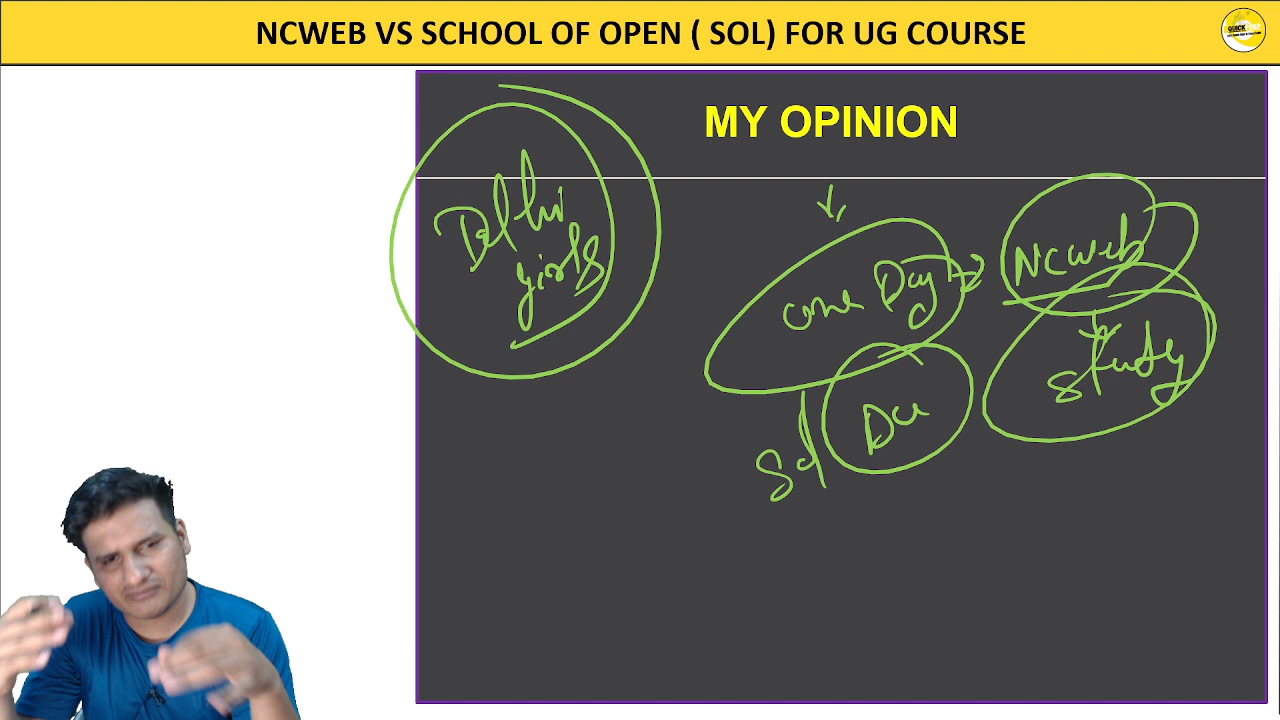 NCWEB VS SCHOOL OF OPEN ( SOL) FOR UG COURSE
QUICK
MY OPINION
Delhi
girls
one Day
NCweb
study
DU
Sol